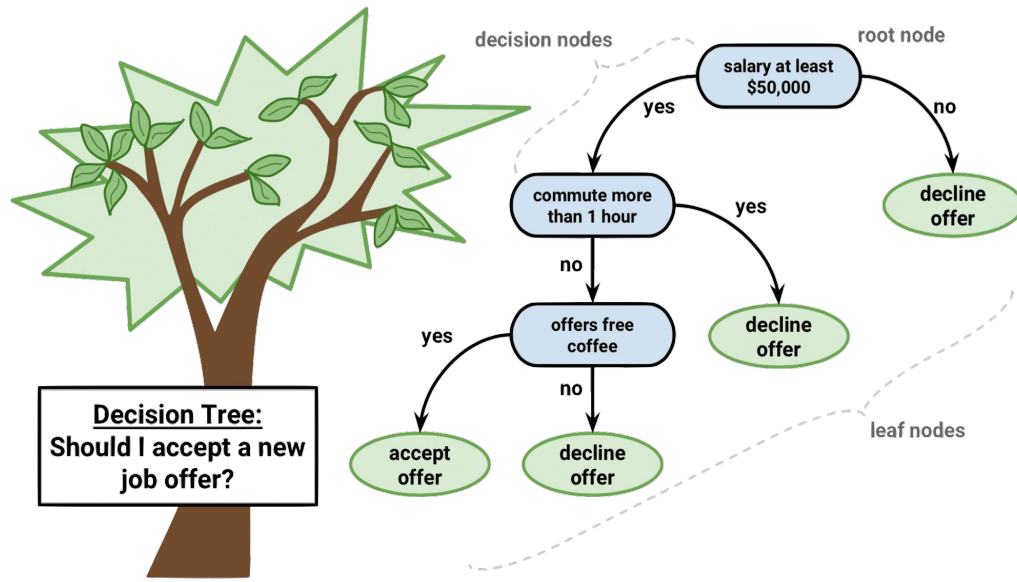 decision nodes
root node
salary at least
$50,000
yes
no
commute more
than 1 hour
yes
decline
offer
no
offers free
coffee
decline
offer
yes
no
leaf nodes
accept
offer
decline
offer
Decision Tree:
Should I accept a new
job offer?